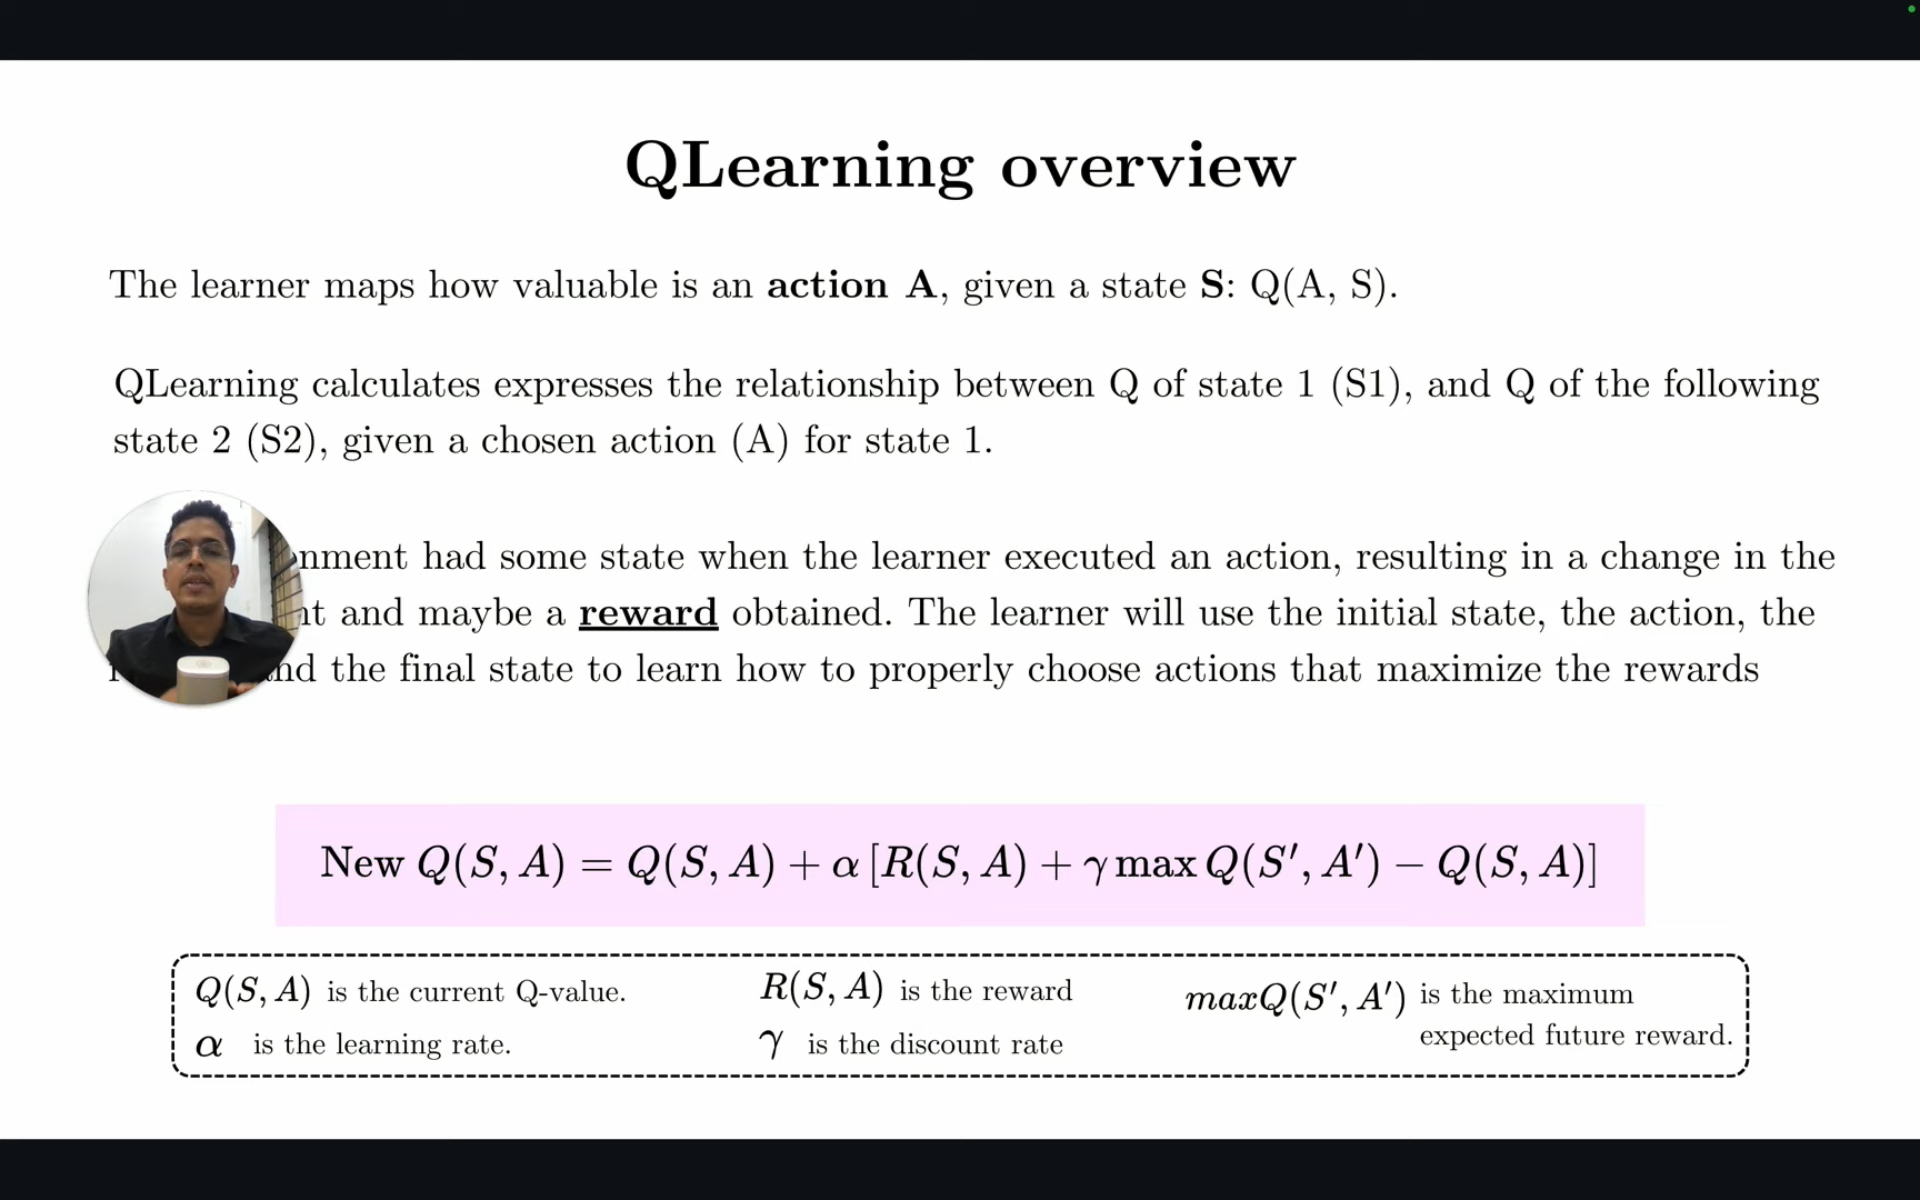 QLearning overview
The learner maps how valuable is an action A, given a state S: Q(A, S).
QLearning calculates expresses the relationship between Q of state 1 (S1), and Q of the following
state 2 (S2), given a chosen action (A) for state 1.
had some state when the learner executed an action, resulting in a change in the
and maybe a reward obtained. The learner will use the initial state, the action, the
the final state to learn how to properly choose actions that maximize the rewards
New Q(S, A) = Q(S, A) + α [R(S, A) + γ max Q(S′, A′) − Q(S, A)]
Q(S, A) is the current Q-value.
α is the learning rate.
R(S, A) is the reward
γ is the discount rate
maxQ(S′, A′) is the maximum
expected future reward.